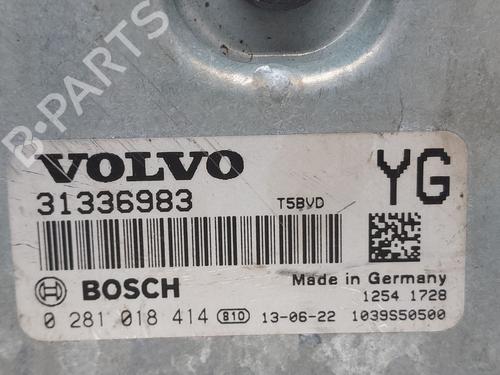 B-PARTS
VOLVO
YG
31336983 T5BVD
BOSCH Made in Germany
1254 1728
0 281 018 414 810 13-06-22 1039S50500